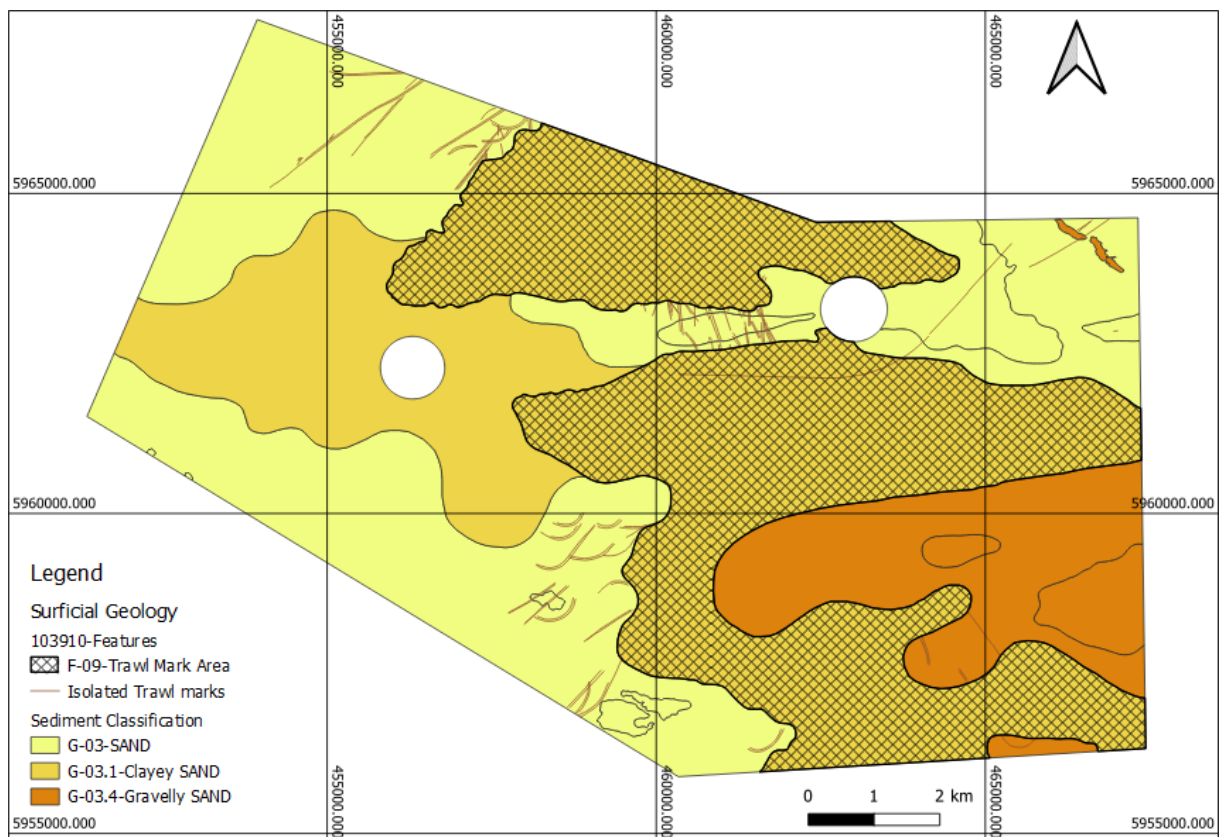 455000.000
460000.000
465000.000
5965000.000
5965000.000
5960000.000
5960000.000
Legend
Surficial Geology
103910-Features
F-09-Trawl Mark Area
Isolated Trawl marks
Sediment Classification
G-03-SAND
G-03.1-Clayey SAND
G-03.4-Gravelly SAND
0 1 2 km
455000.000
460000.000
465000.000
5955000.000
5955000.000